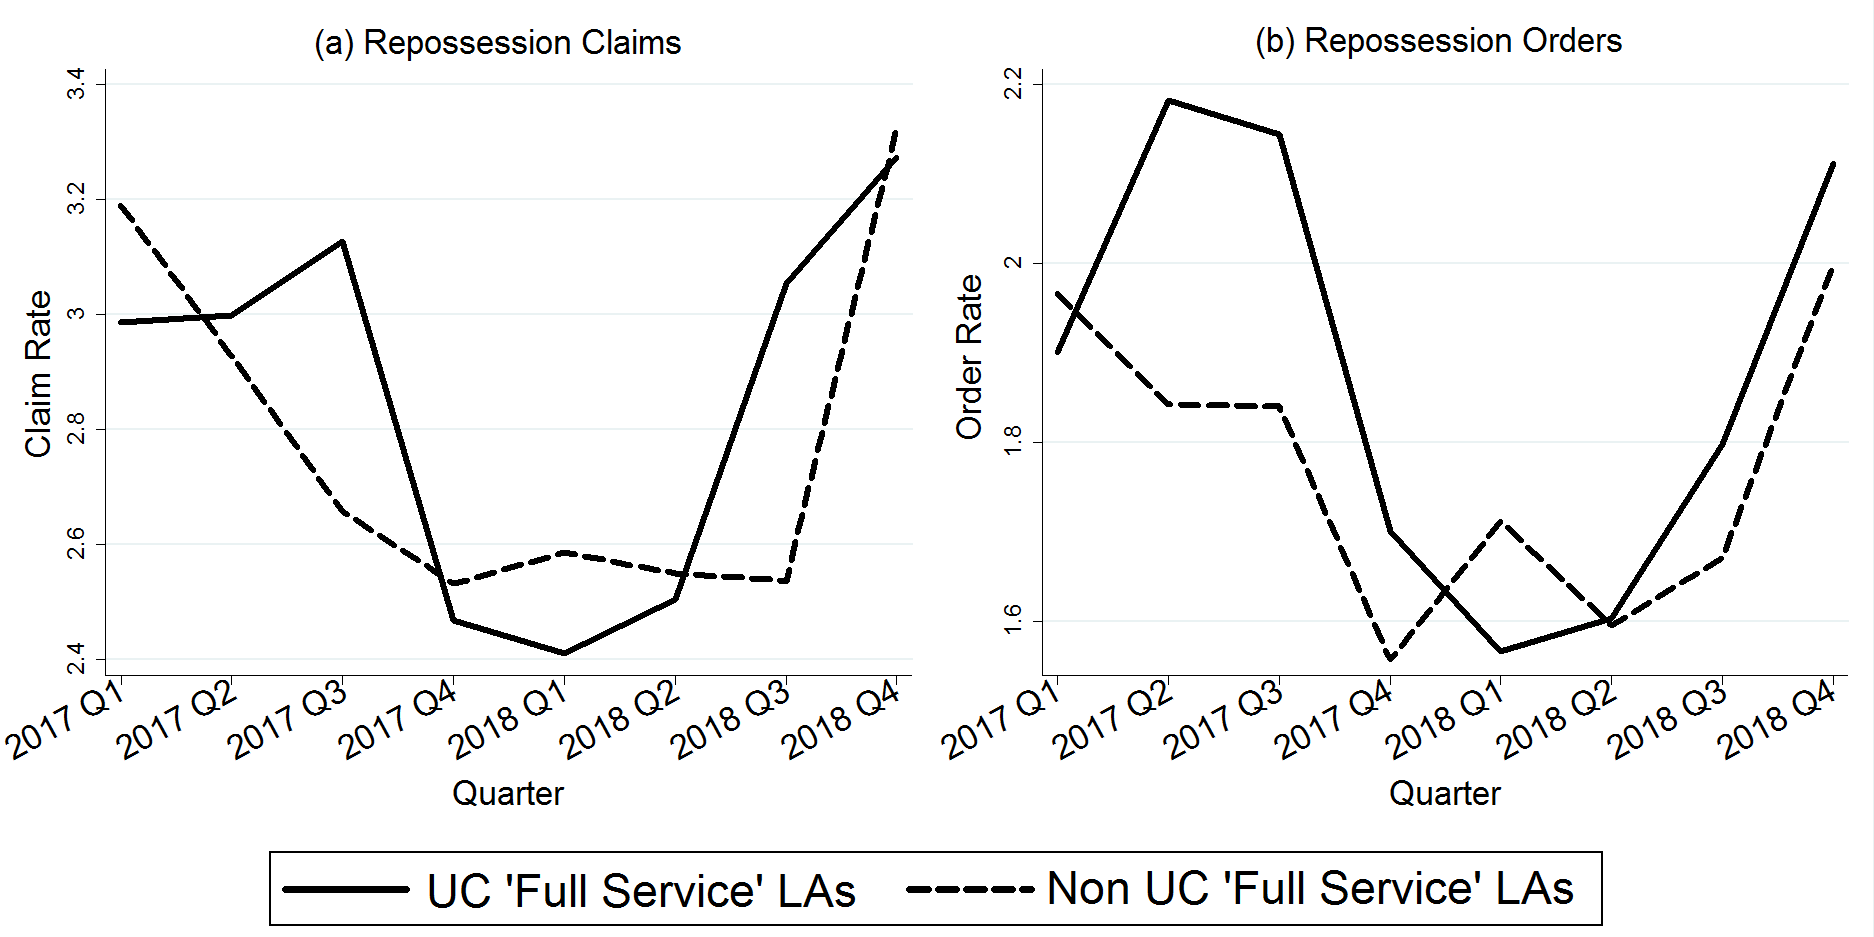 (a) Repossession Claims
3.4
3.2
3
2.8
2.6
2.4
Claim Rate
2017 Q1
2017 Q2
2017 Q3
2017 Q4
2018 Q1
2018 Q2
2018 Q3
2018 Q4
Quarter
(b) Repossession Orders
2.2
2
1.8
1.6
Order Rate
2017 Q1
2017 Q2
2017 Q3
2017 Q4
2018 Q1
2018 Q2
2018 Q3
2018 Q4
Quarter
UC 'Full Service' LAs
Non UC 'Full Service' LAs